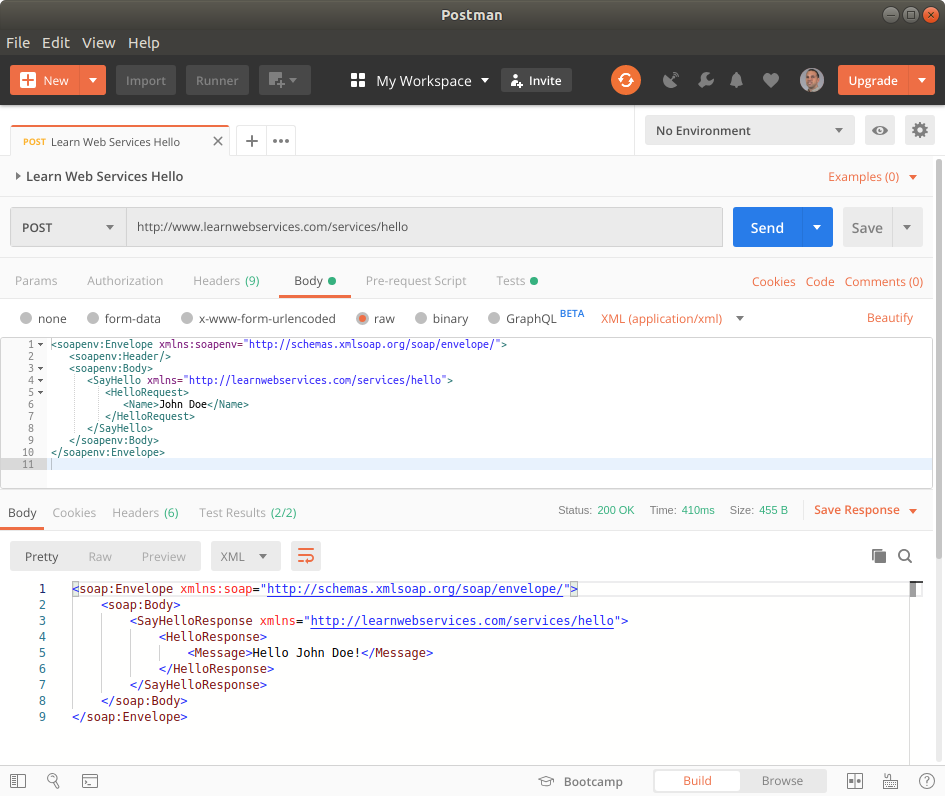 Postman
File Edit View Help
New Import Runner My Workspace Invite Upgrade
POST Learn Web Services Hello No Environment
Learn Web Services Hello Examples (0)
POST http://www.learnwebservices.com/services/hello Send Save
Params Authorization Headers (9) Body Pre-request Script Tests Cookies Code Comments (0)
none form-data x-www-form-urlencoded raw binary GraphQL BETA XML (application/xml) Beautify
1 <soapenv:Envelope xmlns:soapenv="http://schemas.xmlsoap.org/soap/envelope/">
2 <soapenv:Header/>
3 <soapenv:Body>
4 <SayHello xmlns="http://learnwebservices.com/services/hello">
5 <HelloRequest>
6 <Name>John Doe</Name>
7 </HelloRequest>
8 </SayHello>
9 </soapenv:Body>
10 </soapenv:Envelope>
11
Body Cookies Headers (6) Test Results (2/2) Status: 200 OK Time: 410ms Size: 455 B Save Response
Pretty Raw Preview XML
1 <soap:Envelope xmlns:soap="http://schemas.xmlsoap.org/soap/envelope/">
2 <soap:Body>
3 <SayHelloResponse xmlns="http://learnwebservices.com/services/hello">
4 <HelloResponse>
5 <Message>Hello John Doe!</Message>
6 </HelloResponse>
7 </SayHelloResponse>
8 </soap:Body>
9 </soap:Envelope>
Bootcamp Build Browse